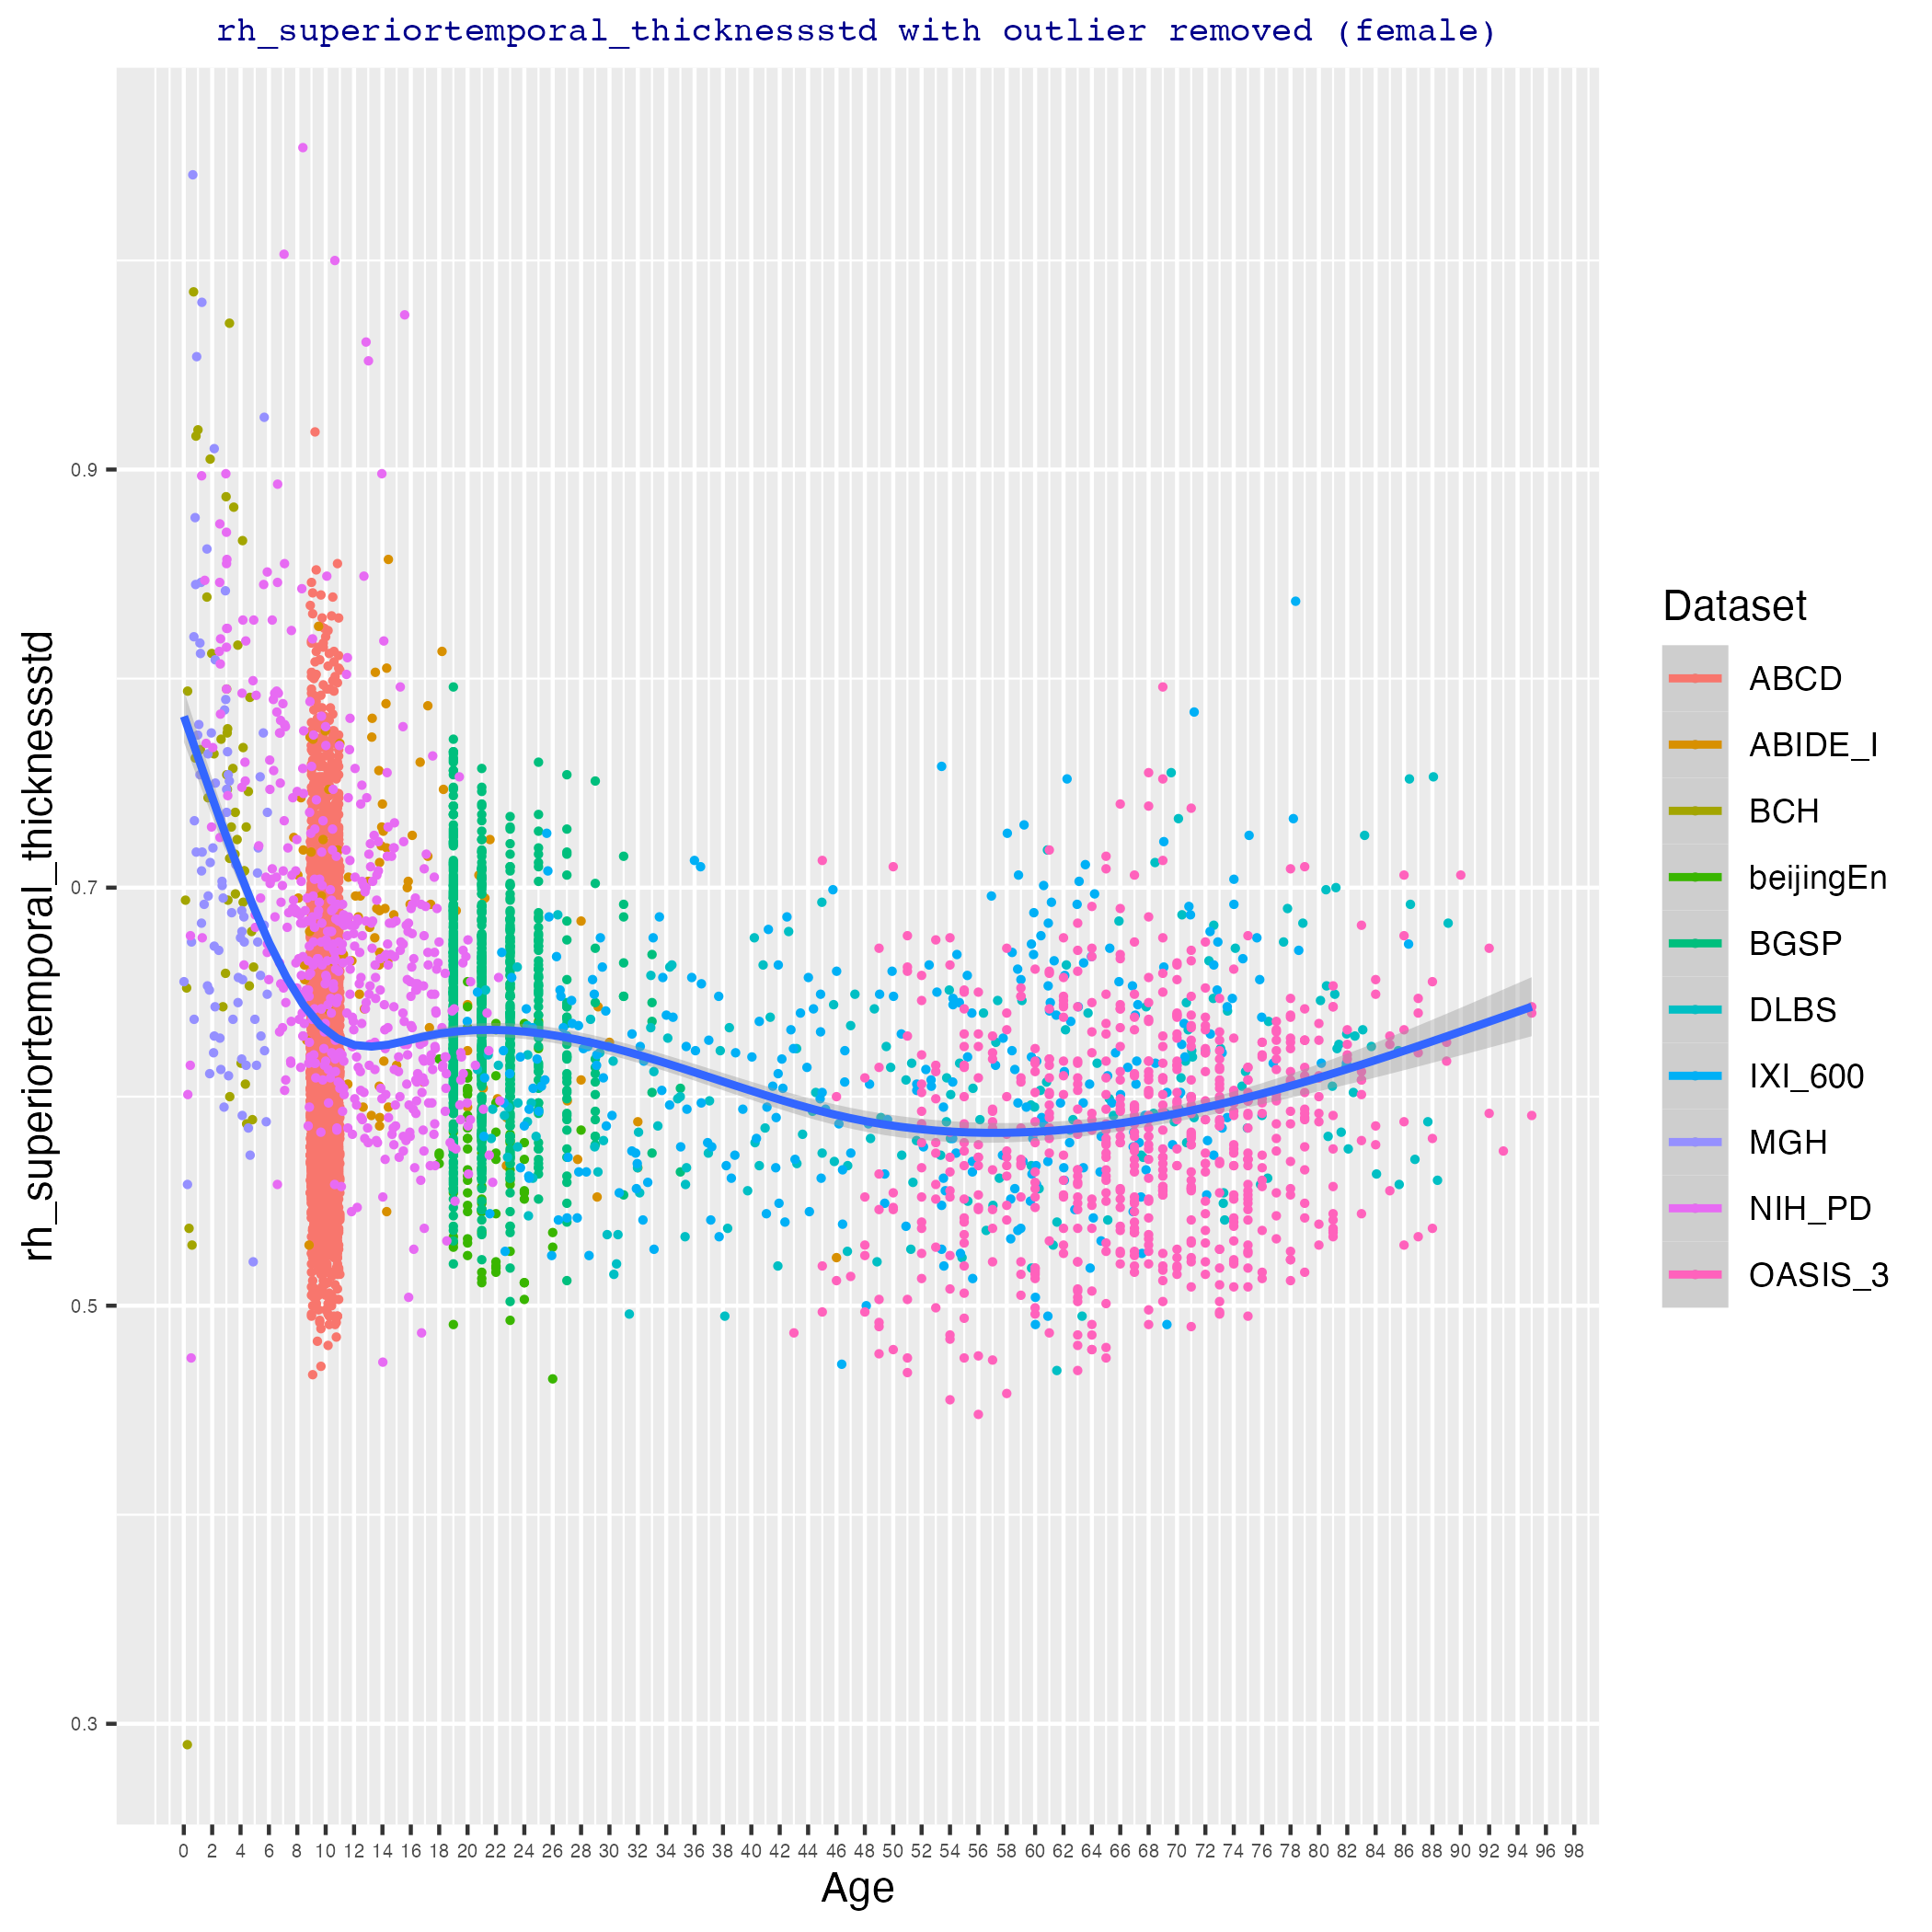 rh_superiortemporal_thicknessstd with outlier removed (female)
rh_superiortemporal_thicknessstd
0.9
0.7
0.5
0.3
0 2 4 6 8 10 12 14 16 18 20 22 24 26 28 30 32 34 36 38 40 42 44 46 48 50 52 54 56 58 60 62 64 66 68 70 72 74 76 78 80 82 84 86 88 90 92 94 96 98
Age
Dataset
ABCD
ABIDE_I
BCH
beijingEn
BGSP
DLBS
IXI_600
MGH
NIH_PD
OASIS_3